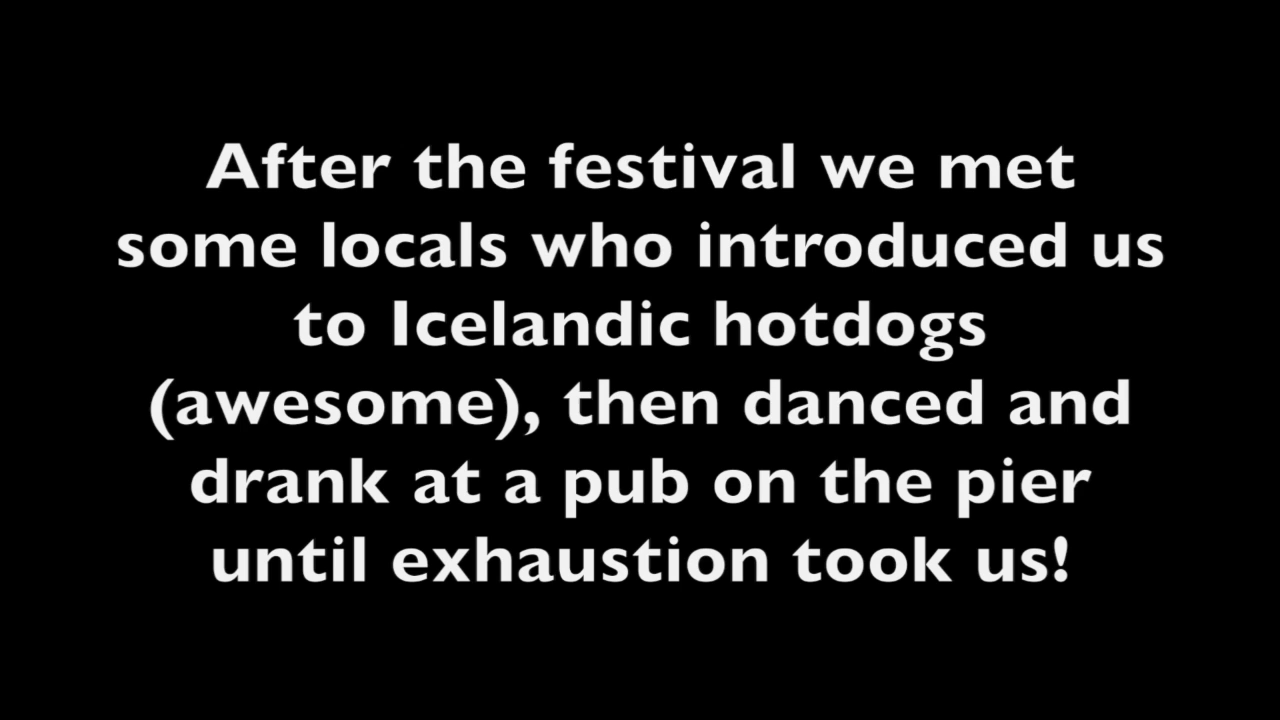 After the festival we met
some locals who introduced us
to Icelandic hotdogs
(awesome), then danced and
drank at a pub on the pier
until exhaustion took us!